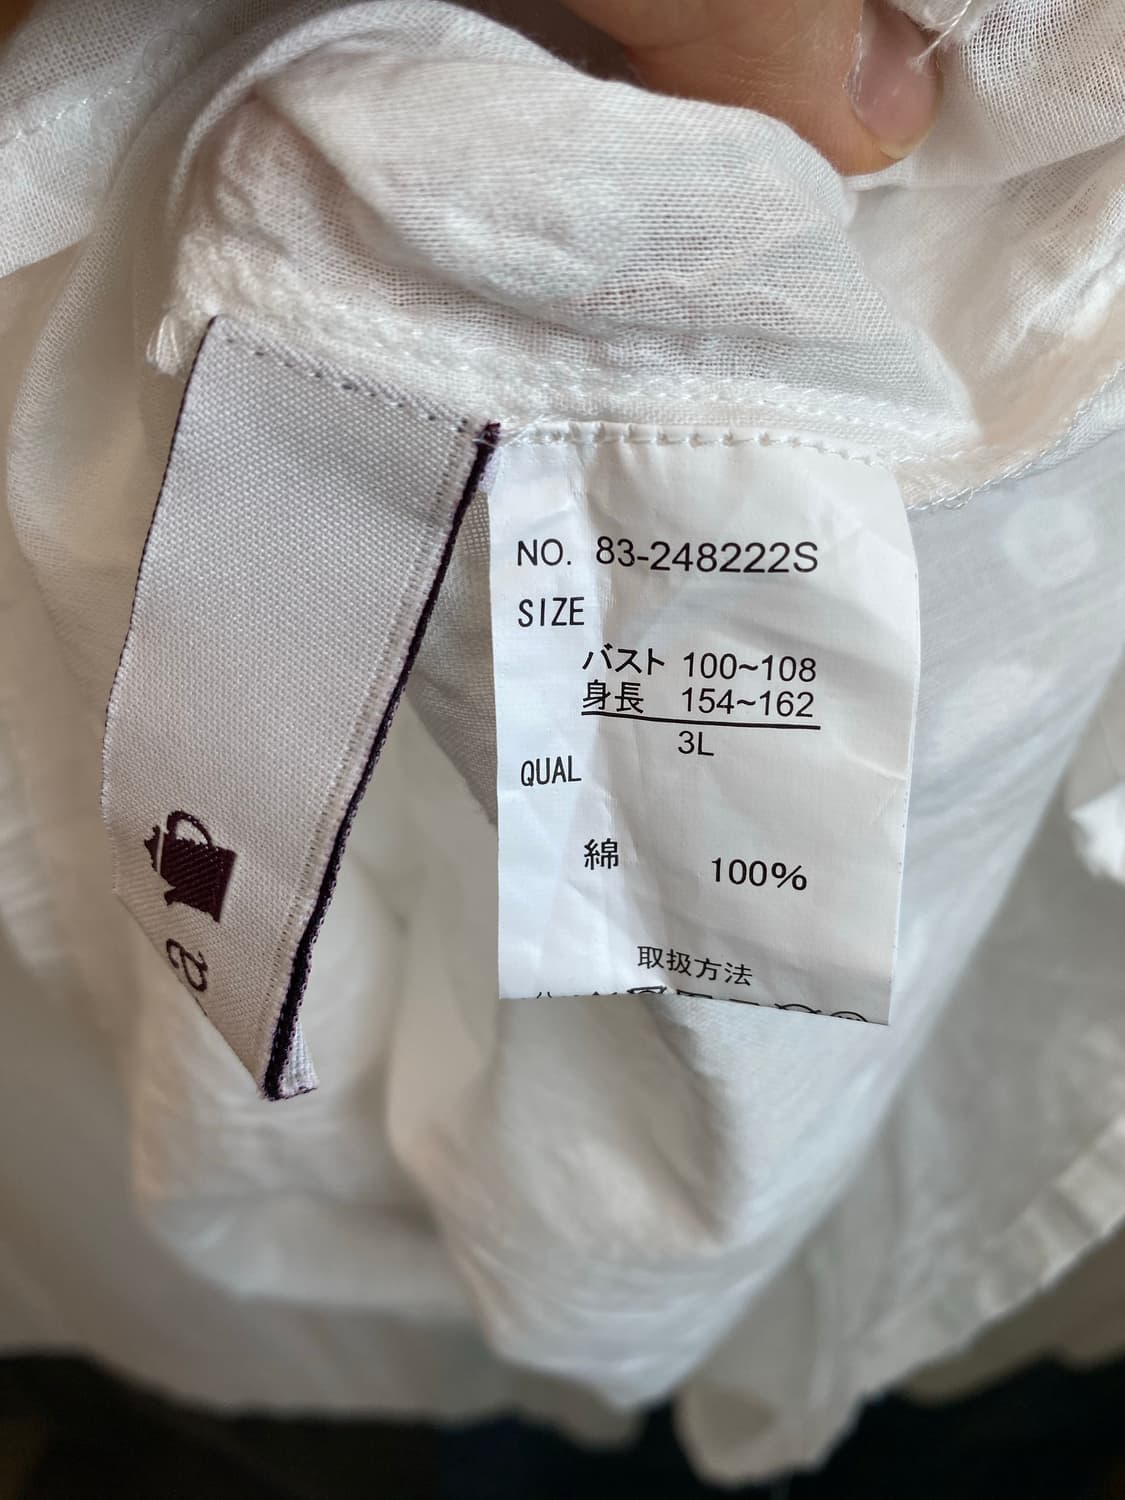 NO. 83-248222S
SIZE
バスト 100~108
身長 154~162
3L
QUAL
綿 100%
取扱方法
a